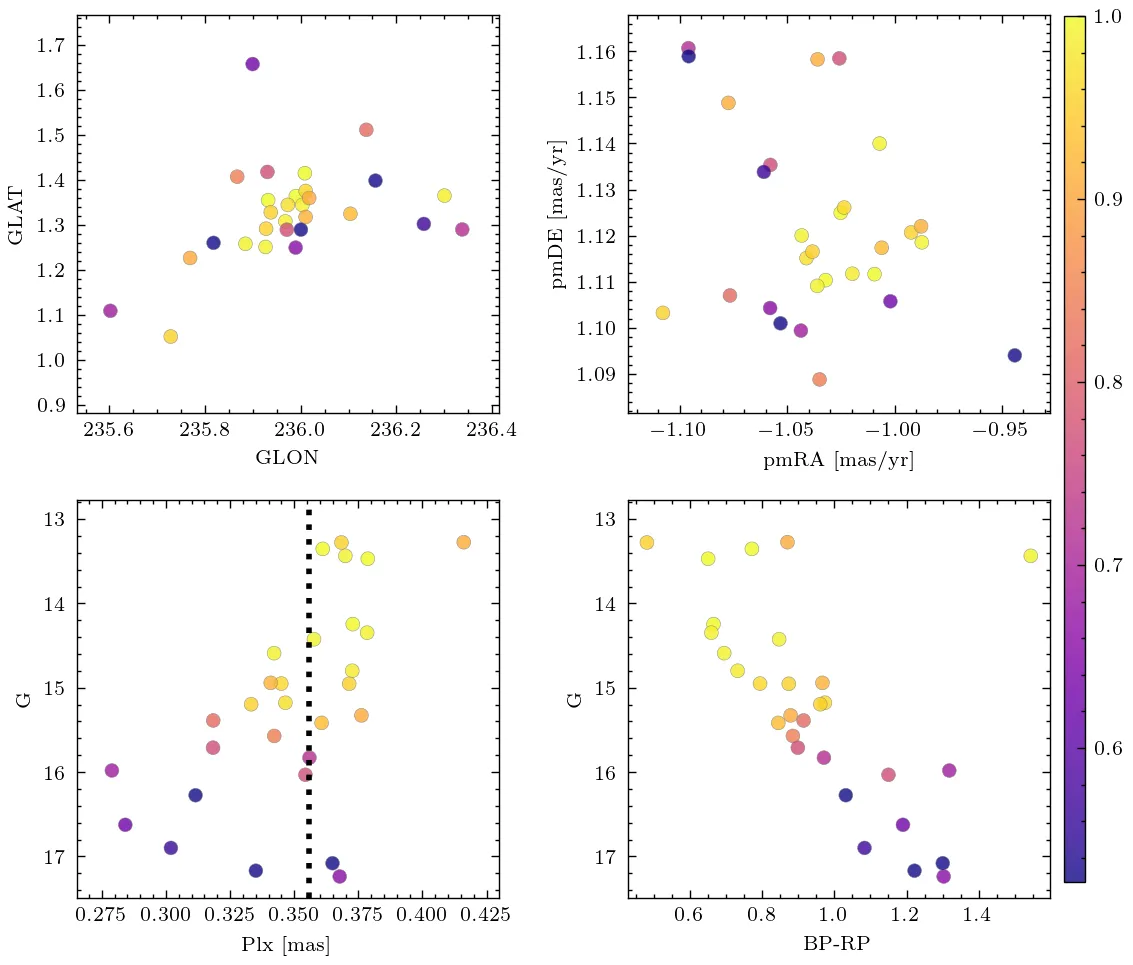 1.7
1.6
1.5
1.4
1.3
1.2
1.1
1.0
0.9
GLAT
235.6 235.8 236.0 236.2 236.4
GLON
1.16
1.15
1.14
1.13
1.12
1.11
1.10
1.09
pmDE [mas/yr]
−1.10 −1.05 −1.00 −0.95
pmRA [mas/yr]
1.0
0.9
0.8
0.7
0.6
13
14
15
16
17
G
0.275 0.300 0.325 0.350 0.375 0.400 0.425
Plx [mas]
13
14
15
16
17
G
0.6 0.8 1.0 1.2 1.4
BP-RP